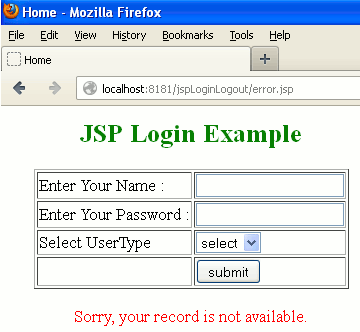 Home - Mozilla Firefox
File Edit View History Bookmarks Tools Help
Home
localhost:8181/jspLoginLogout/error.jsp
JSP Login Example
Enter Your Name :
Enter Your Password :
Select UserType select
submit
Sorry, your record is not available.